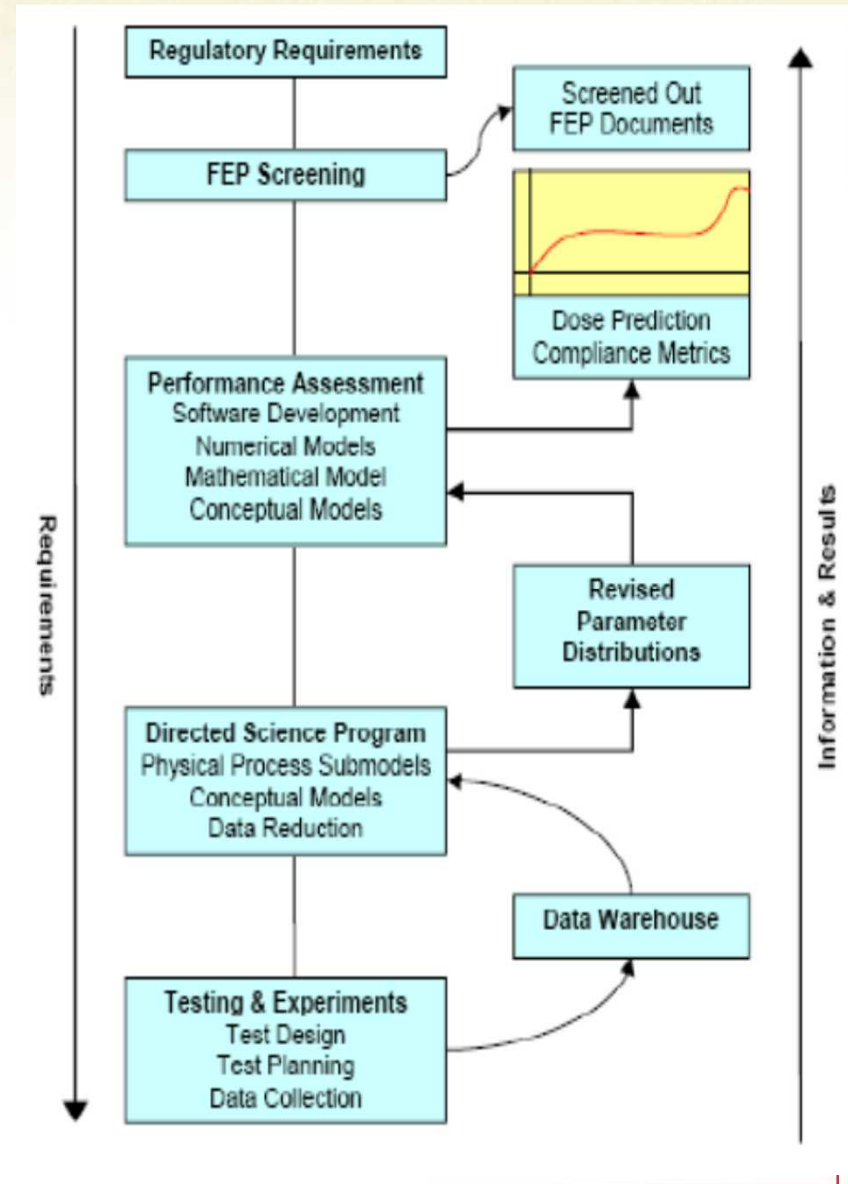 Regulatory Requirements
Screened Out
FEP Documents
FEP Screening
Dose Prediction
Compliance Metrics
Performance Assessment
Software Development
Numerical Models
Mathematical Model
Conceptual Models
Requirements
Information & Results
Revised
Parameter
Distributions
Directed Science Program
Physical Process Submodels
Conceptual Models
Data Reduction
Data Warehouse
Testing & Experiments
Test Design
Test Planning
Data Collection